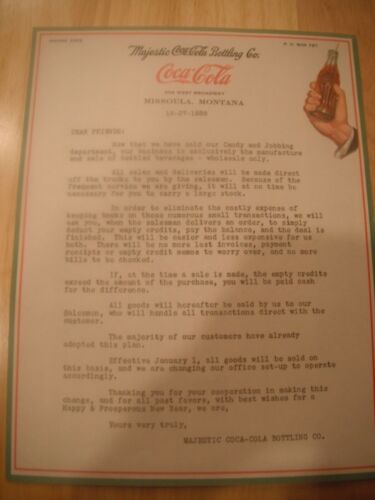 Majestic Coca-Cola Bottling Co.
P. O. BOX 787
Coca-Cola
WEST BROADWAY
MISSOULA, MONTANA
12-27-1938
DEAR FRIENDS:
Now that we have sold our Candy and Jobbing
department, our business is exclusively the manufacture
and sale of bottled beverages - wholesale only.
All sales and deliveries will be made direct
off the trucks to you by the salesman. Because of the
frequent service we are giving, it will at no time be
necessary for you to carry a large stock.
In order to eliminate the costly expense of
keeping books on these numerous small transactions, we will
ask you, when the salesman delivers an order, to simply
deduct your empty credits, pay the balance, and the deal is
finished. This will be easier and less expensive for us
both. There will be no more lost invoices, payment
receipts or empty credit memos to worry over, and no more
bills to be checked.
If, at the time a sale is made, the empty credits
exceed the amount of the purchase, you will be paid cash
for the difference.
All goods will hereafter be sold by us to our
Salesmen, who will handle all transactions direct with the
customer.
The majority of our customers have already
adopted this plan.
Effective January 1, all goods will be sold on
this basis, and we are changing our office set-up to operate
accordingly.
Thanking you for your cooperation in making this
change, and for all past favors, with best wishes for a
Happy & Prosperous New Year, we are,
Yours very truly,
MAJESTIC COCA-COLA BOTTLING CO.